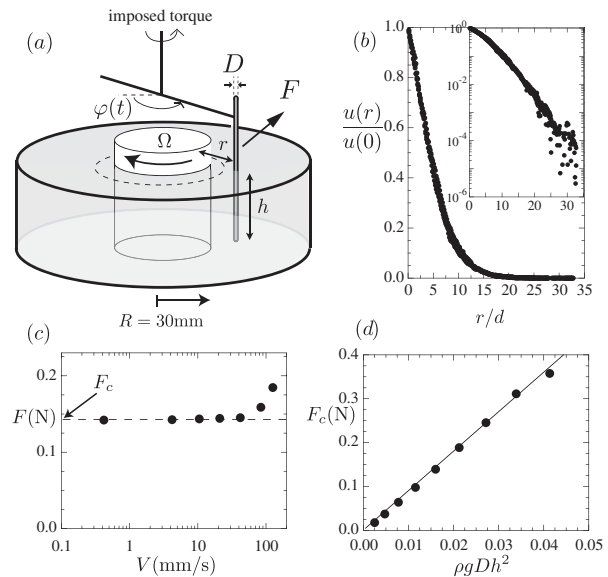 (a)
imposed torque
D
F
φ(t)
Ω
r
h
R = 30mm
(b)
u(r)
u(0)
1.0
0.8
0.6
0.4
0.2
0.0
0 5 10 15 20 25 30 35
r/d
10^0
10^-2
10^-4
10^-6
0 10 20 30
(c)
F(N)
0.2
0.1
0.0
F_c
0.1 1 10 100
V(mm/s)
(d)
F_c(N)
0.4
0.3
0.2
0.1
0.0
0.00 0.01 0.02 0.03 0.04 0.05
ρgDh^2